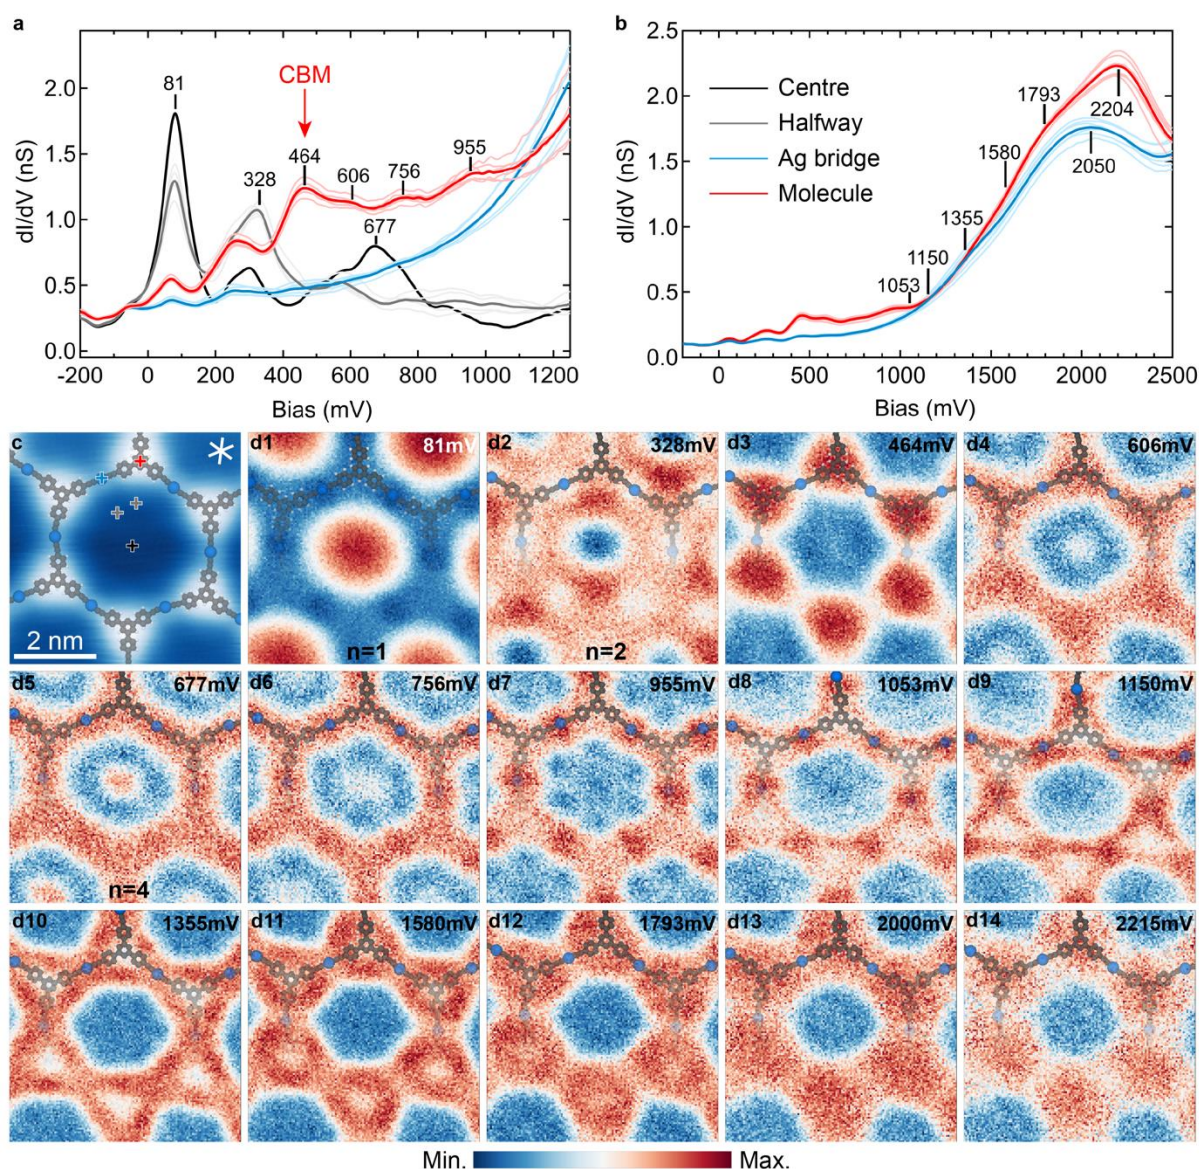 a
b
dI/dV (nS)
2.0
1.5
1.0
0.5
0.0
81
328
CBM
464
606
756
677
955
-200
0
200
400
600
800
1000
1200
Bias (mV)
dI/dV (nS)
2.5
2.0
1.5
1.0
0.5
0.0
Centre
Halfway
Ag bridge
Molecule
1053
1150
1355
1580
1793
2204
2050
0
500
1000
1500
2000
2500
Bias (mV)
c
2 nm
d1 81mV
n=1
d2 328mV
n=2
d3 464mV
d4 606mV
d5 677mV
n=4
d6 756mV
d7 955mV
d8 1053mV
d9 1150mV
d10 1355mV
d11 1580mV
d12 1793mV
d13 2000mV
d14 2215mV
Min. Max.